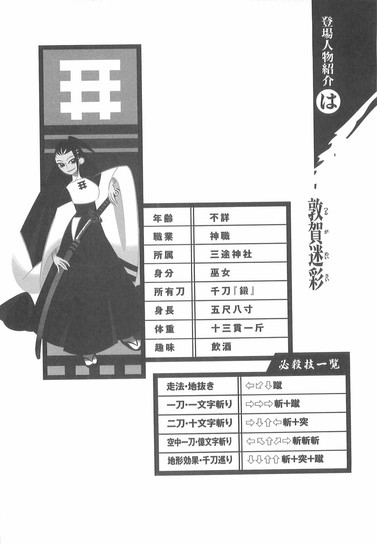 登場人物紹介
は
敦賀迷彩
つるがめいさい
年齢 不詳
職業 神職
所属 三途神社
身分 巫女
所有刀 千刀『鎩』
身長 五尺八寸
体重 十三貫一斤
趣味 飲酒
必殺技一覧
走法・地抜き ⇦⬃⇩蹴
一刀・一文字斬り ⇨⇨⇨斬+蹴
二刀・十文字斬り ⇨⇩⇧⇦斬+突
空中一刀・億文字斬り ⇦⬁⇧⬀⇨斬斬斬
地形効果・千刀巡り ⇩⇩⇧⇧斬+突+蹴